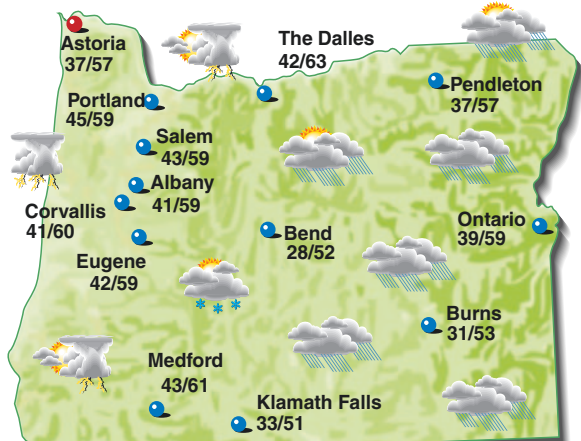 Astoria
37/57
The Dalles
42/63
Pendleton
37/57
Portland
45/59
Salem
43/59
Albany
41/59
Corvallis
41/60
Eugene
42/59
Bend
28/52
Ontario
39/59
Burns
31/53
Medford
43/61
Klamath Falls
33/51